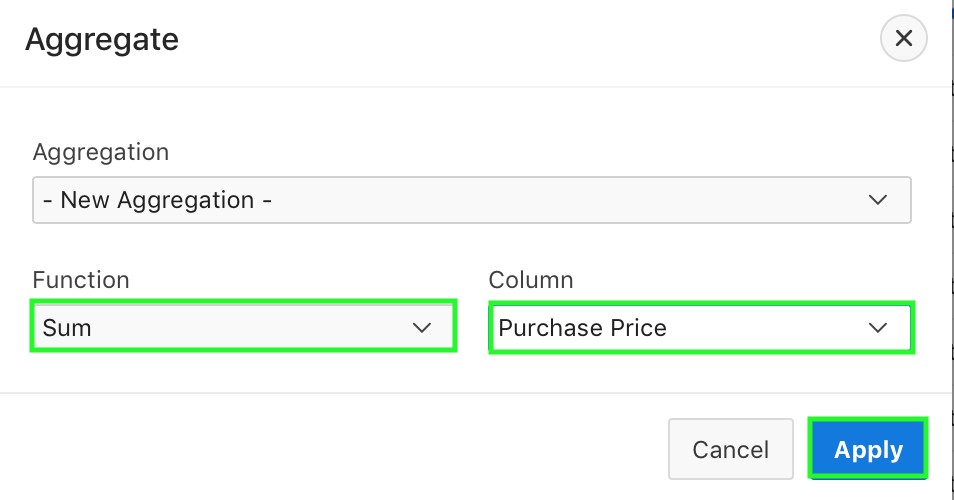 Aggregate
Aggregation
- New Aggregation -
Function
Column
Sum
Purchase Price
Cancel
Apply